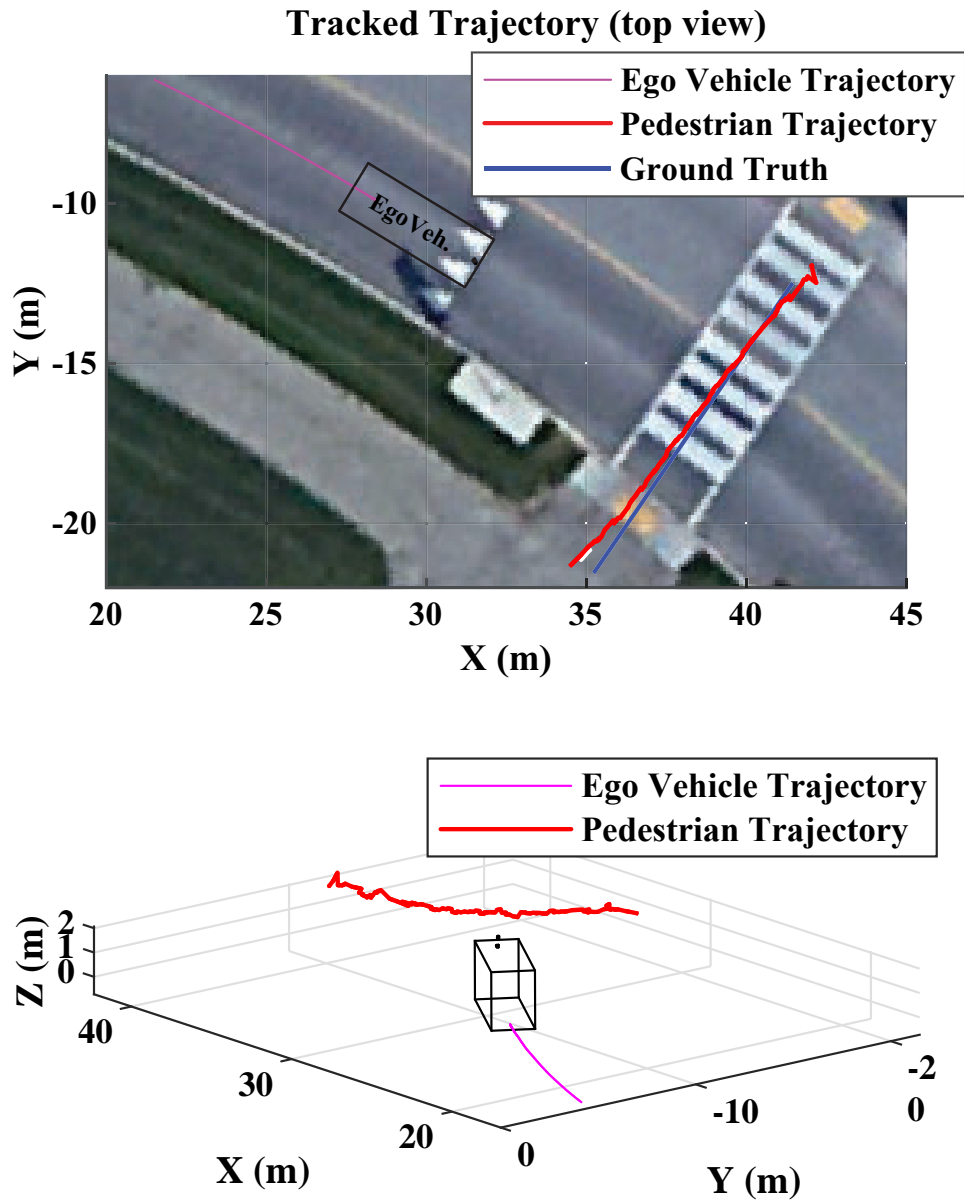 Tracked Trajectory (top view)
Ego Vehicle Trajectory
Pedestrian Trajectory
Ground Truth
EgoVeh.
-10
-15
-20
Y (m)
20 25 30 35 40 45
X (m)
Ego Vehicle Trajectory
Pedestrian Trajectory
2
1
0
Z (m)
40
30
20
X (m)
0
-10
-2
0
Y (m)